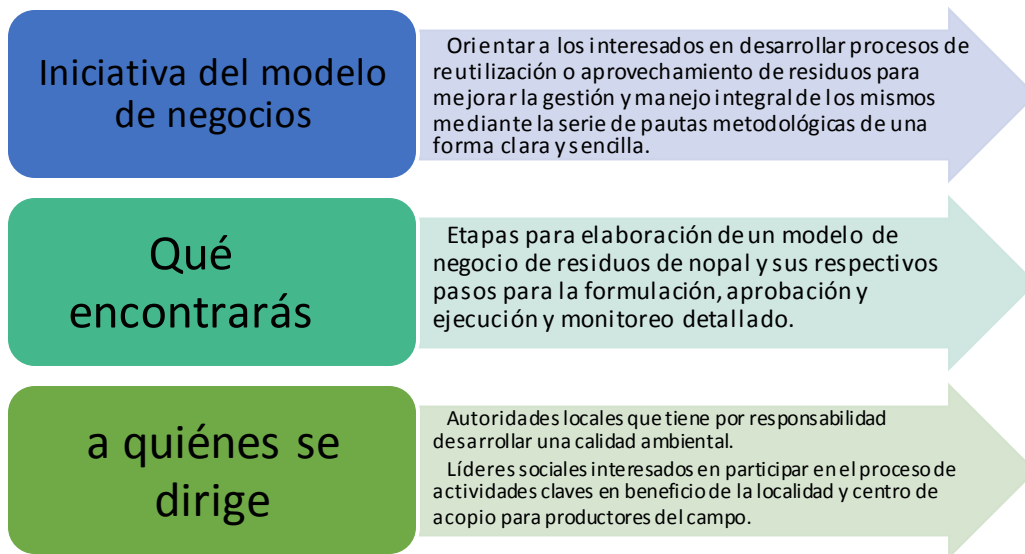 Iniciativa del modelo
de negocios
Orientar a los interesados en desarrollar procesos de
reutilización o aprovechamiento de residuos para
mejorar la gestión y manejo integral de los mismos
mediante la serie de pautas metodológicas de una
forma clara y sencilla.
Qué
encontrarás
Etapas para elaboración de un modelo de
negocio de residuos de nopal y sus respectivos
pasos para la formulación, aprobación y
ejecución y monitoreo detallado.
a quiénes se
dirige
Autoridades locales que tiene por responsabilidad
desarrollar una calidad ambiental.
Líderes sociales interesados en participar en el proceso de
actividades claves en beneficio de la localidad y centro de
acopio para productores del campo.